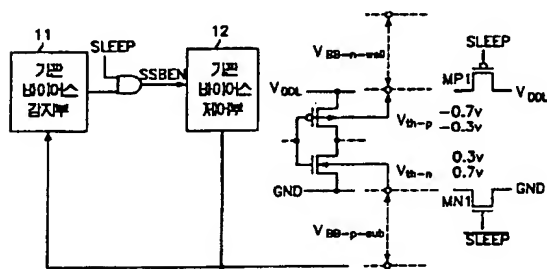 11
기판
바이어스
감지부
SLEEP
SSBEN
12
기판
바이어스
제어부
V_BB-n-well
SLEEP
MP1
V_DDL
V_DDL
V_th-p
-0.7v
-0.3v
V_th-n
0.3v
0.7v
GND
MN1
GND
V_BB-p-sub
SLEEP